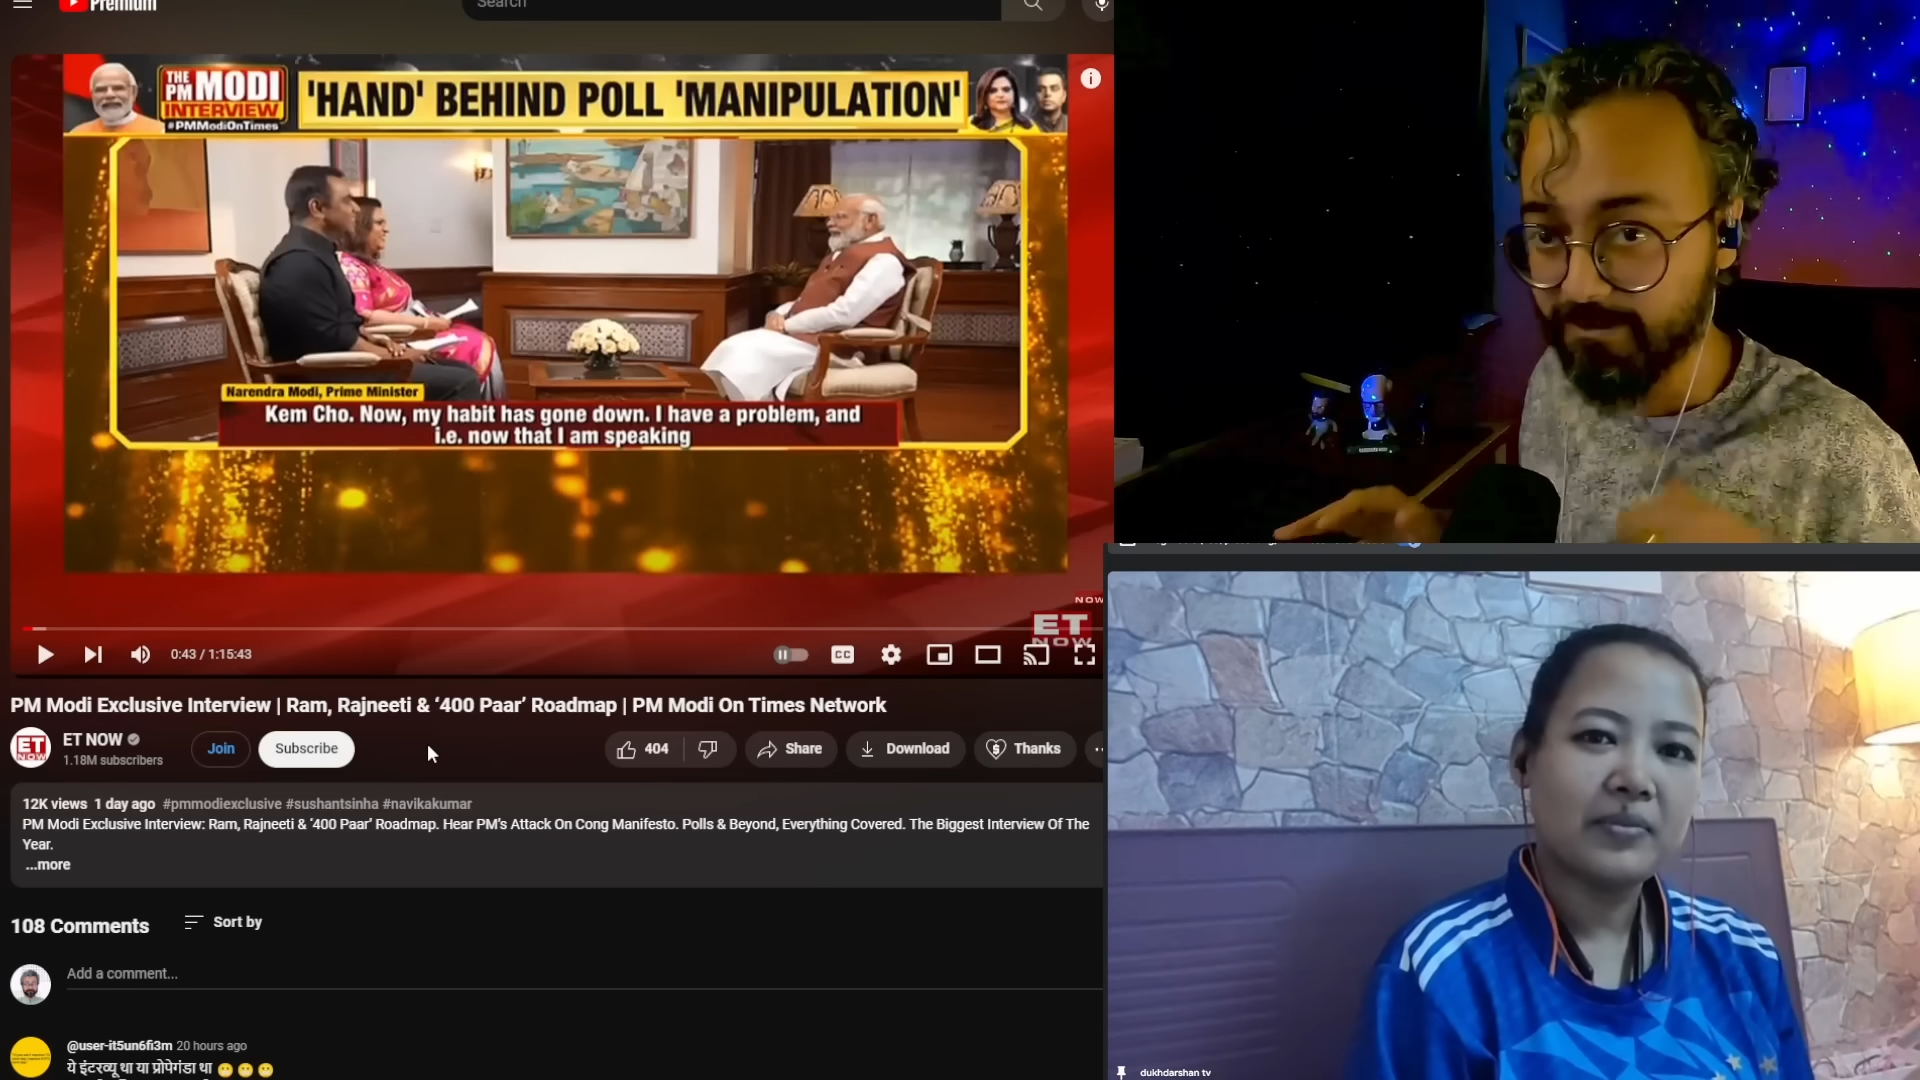 Premium
Search
THE PM MODI INTERVIEW
#PMModiOnTimes
'HAND' BEHIND POLL 'MANIPULATION'
Narendra Modi, Prime Minister
Kem Cho. Now, my habit has gone down. I have a problem, and
i.e. now that I am speaking
NOW
ET
NOW
0:43 / 1:15:43
CC
PM Modi Exclusive Interview | Ram, Rajneeti & ‘400 Paar’ Roadmap | PM Modi On Times Network
ET NOW
ET NOW
1.18M subscribers
Join
Subscribe
404
Share
Download
Thanks
12K views 1 day ago #pmmodiexclusive #sushantsinha #navikakumar
PM Modi Exclusive Interview: Ram, Rajneeti & ‘400 Paar’ Roadmap. Hear PM's Attack On Cong Manifesto. Polls & Beyond, Everything Covered. The Biggest Interview Of The
Year.
...more
108 Comments
Sort by
Add a comment...
@user-it5un6fi3m 20 hours ago
ये इंटरव्यू था या प्रोपेगंडा था
dukhdarshan tv